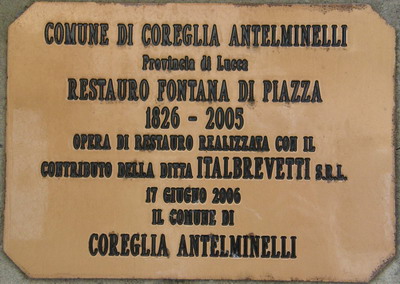 COMUNE DI COREGLIA ANTELMINELLI
Provincia di Lucca
RESTAURO FONTANA DI PIAZZA
1826 - 2005
OPERA DI RESTAURO REALIZZATA CON IL
CONTRIBUTO DELLA DITTA ITALBREVETTI S.R.L.
17 GIUGNO 2006
IL COMUNE DI
COREGLIA ANTELMINELLI